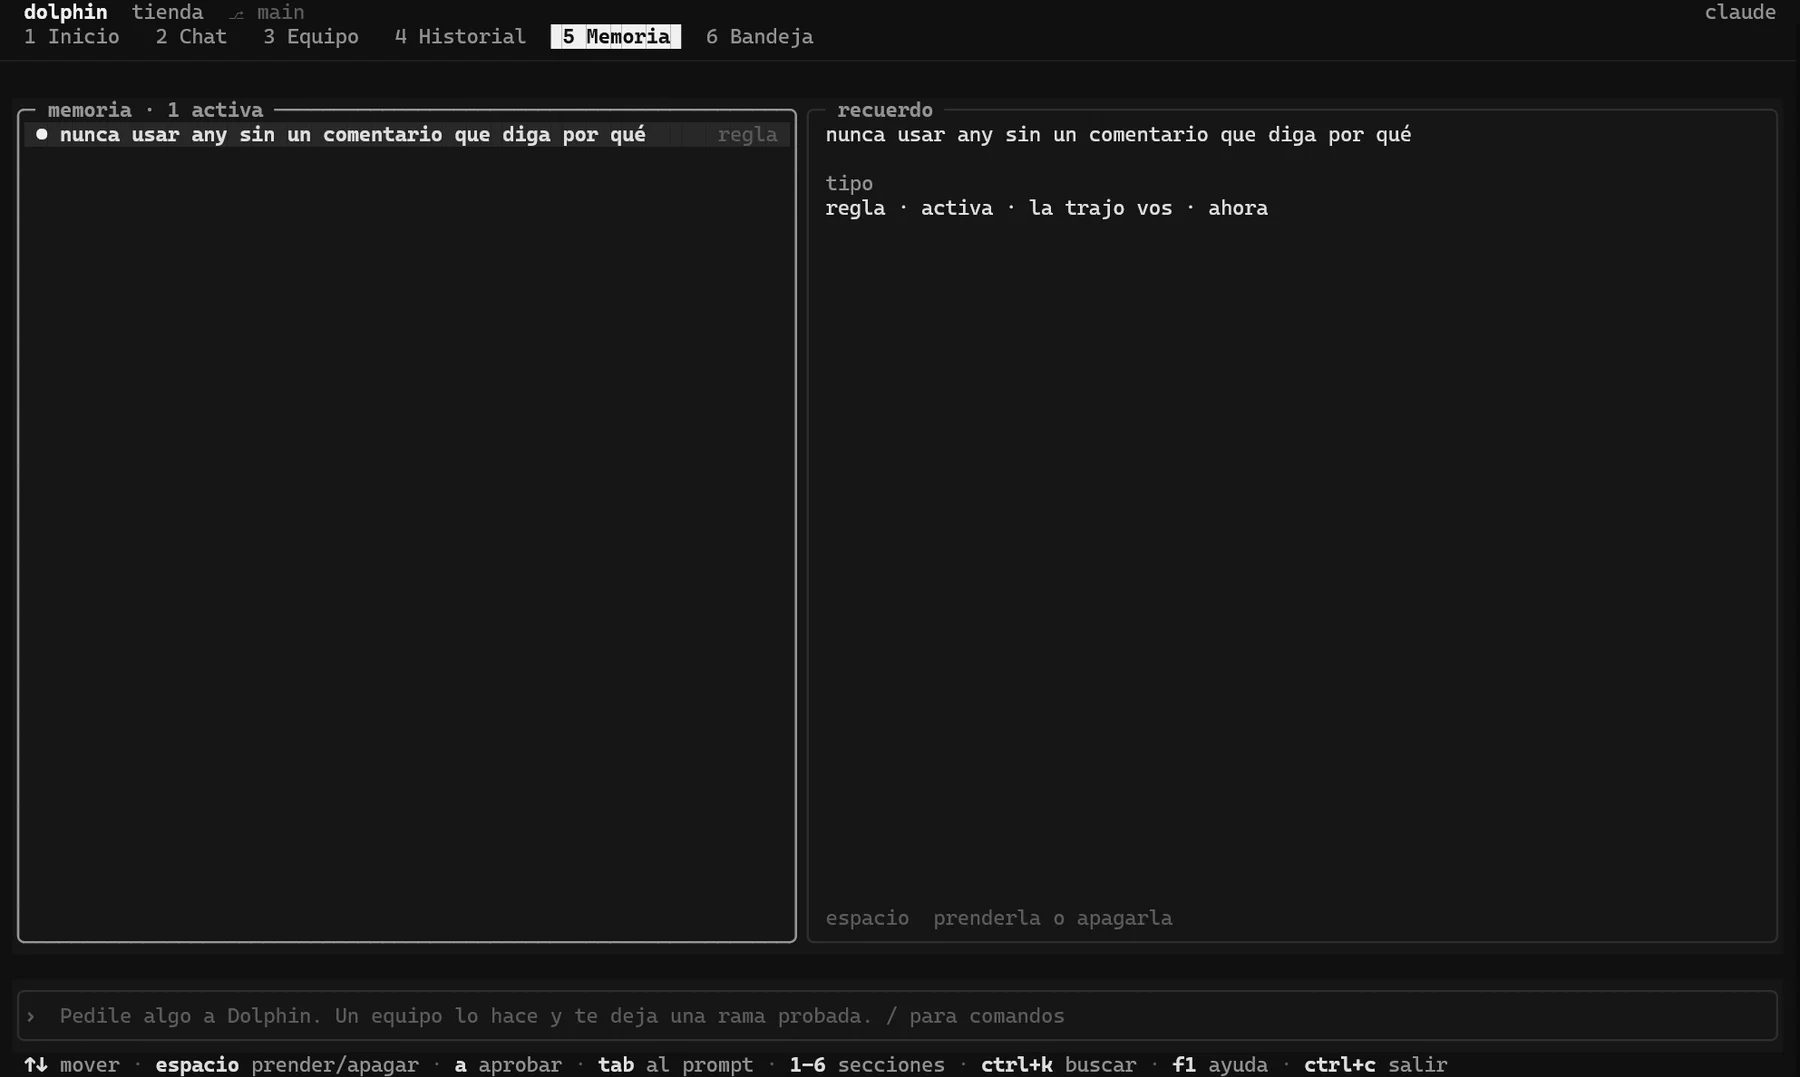 dolphin tienda ⎇ main claude
1 Inicio 2 Chat 3 Equipo 4 Historial 5 Memoria 6 Bandeja
memoria · 1 activa
● nunca usar any sin un comentario que diga por qué regla
recuerdo
nunca usar any sin un comentario que diga por qué
tipo
regla · activa · la trajo vos · ahora
espacio prenderla o apagarla
› Pedile algo a Dolphin. Un equipo lo hace y te deja una rama probada. / para comandos
↑↓ mover · espacio prender/apagar · a aprobar · tab al prompt · 1-6 secciones · ctrl+k buscar · f1 ayuda · ctrl+c salir